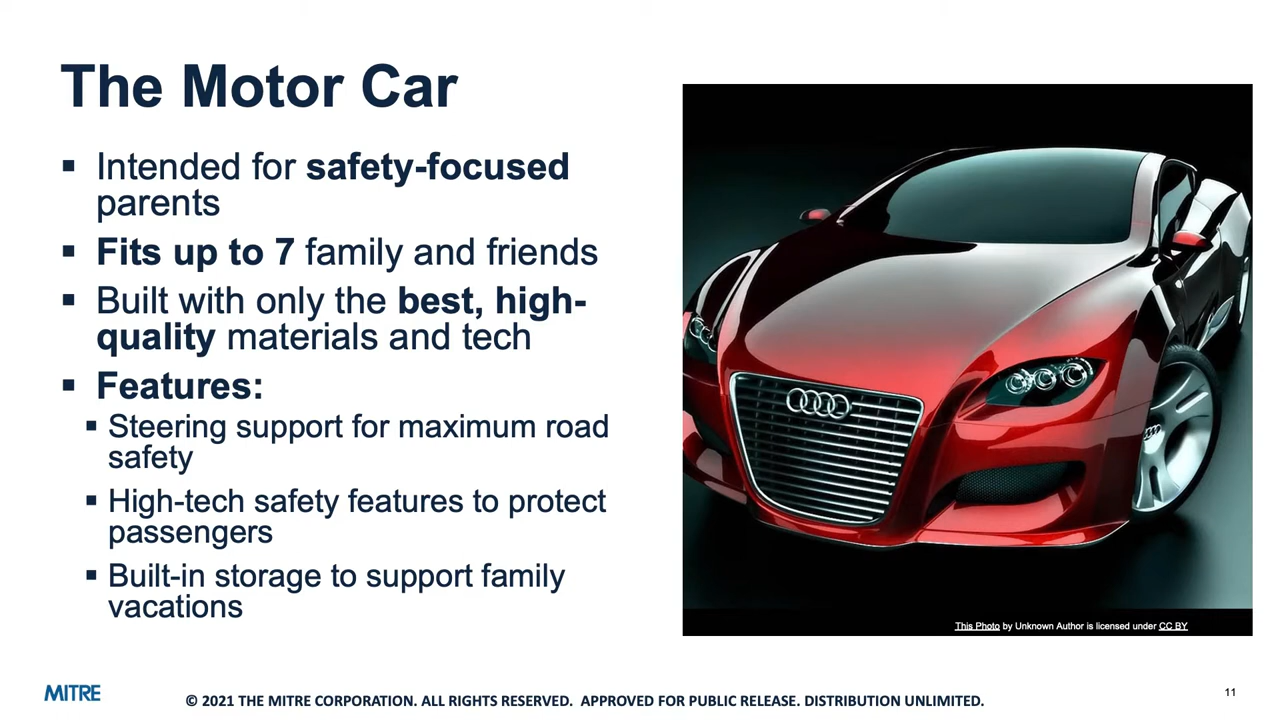 The Motor Car
▪ Intended for safety-focused
parents
▪ Fits up to 7 family and friends
▪ Built with only the best, high-
quality materials and tech
▪ Features:
▪ Steering support for maximum road
safety
▪ High-tech safety features to protect
passengers
▪ Built-in storage to support family
vacations
This Photo by Unknown Author is licensed under CC BY
MITRE
© 2021 THE MITRE CORPORATION. ALL RIGHTS RESERVED. APPROVED FOR PUBLIC RELEASE. DISTRIBUTION UNLIMITED.
11